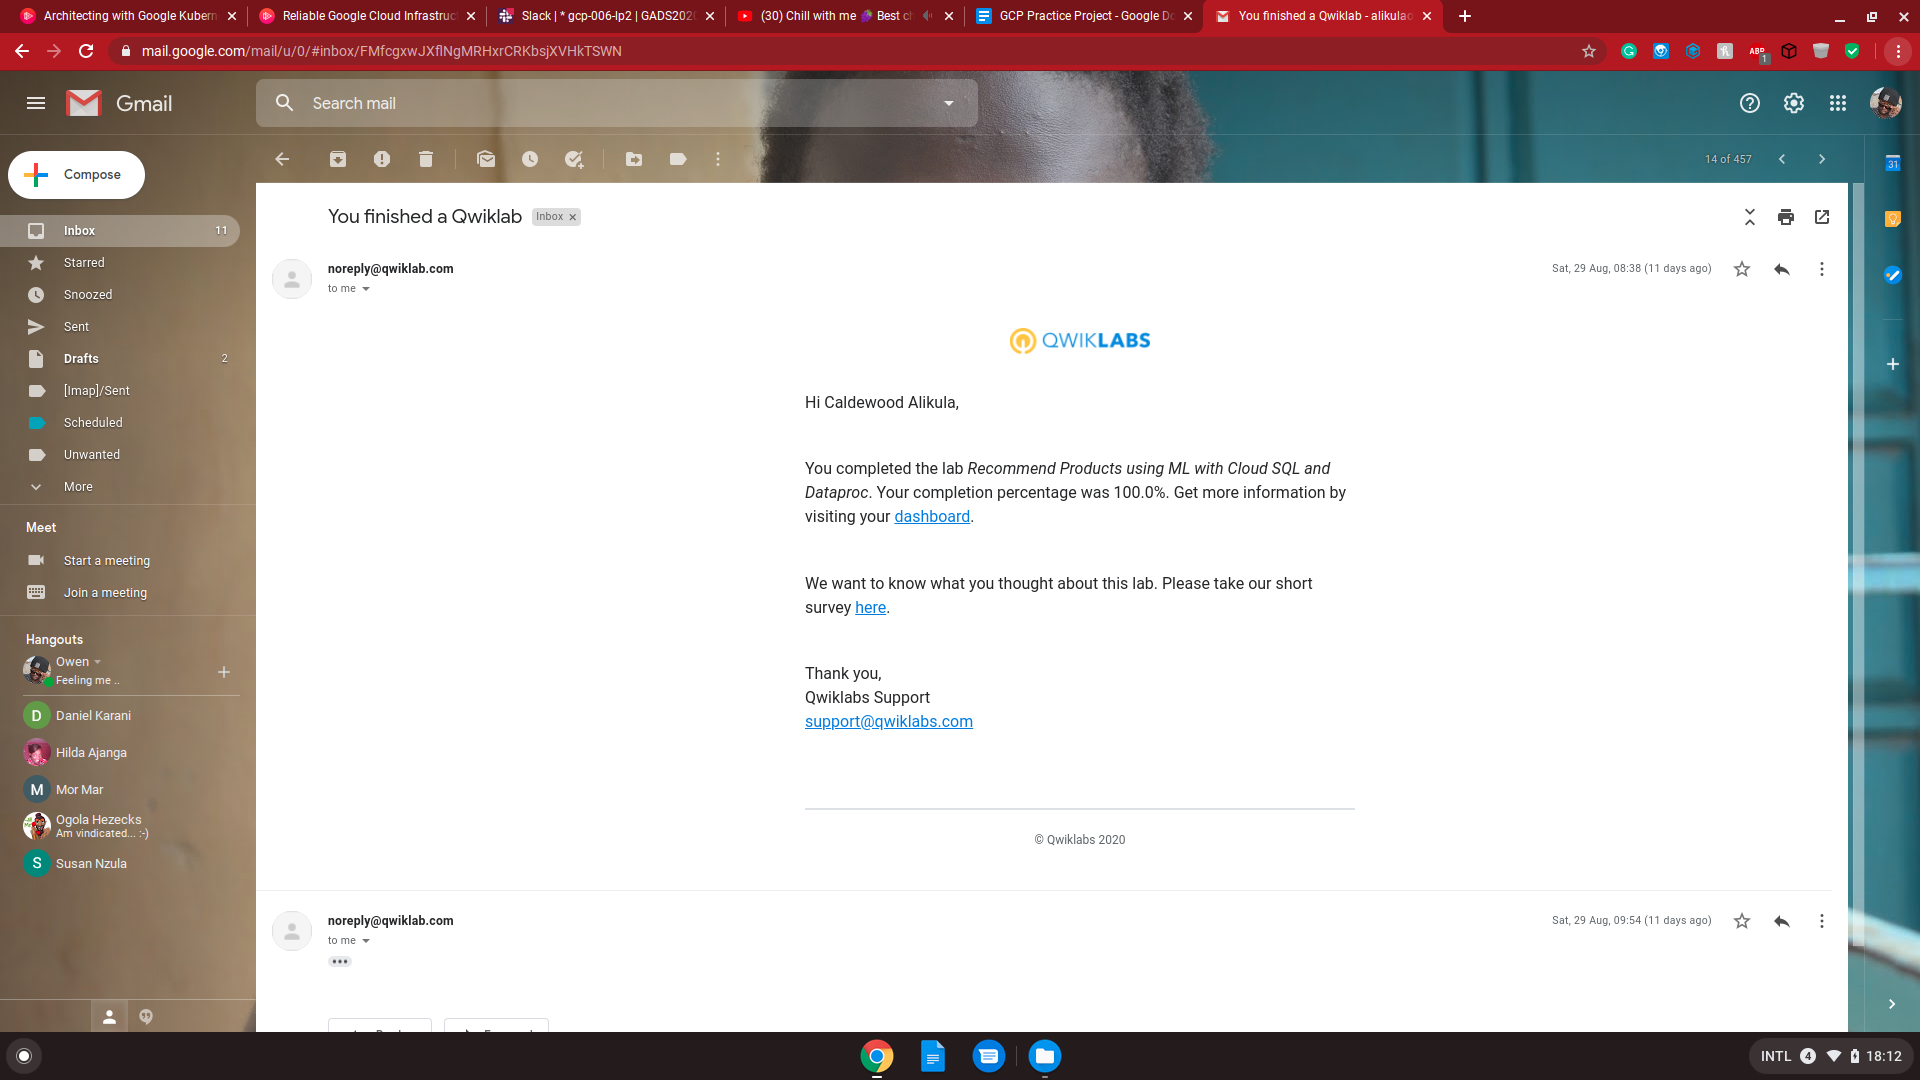 Architecting with Google Kubern
Reliable Google Cloud Infrastruc
Slack | * gcp-006-lp2 | GADS202
(30) Chill with me 🍇 Best ch
GCP Practice Project - Google Do
You finished a Qwiklab - alikulao
mail.google.com/mail/u/0/#inbox/FMfcgxwJXflNgMRHxrCRKbsjXVHkTSWN
ABP
1
Gmail
Search mail
Compose
14 of 457
31
Inbox 11
Starred
Snoozed
Sent
Drafts 2
[Imap]/Sent
Scheduled
Unwanted
More
Meet
Start a meeting
Join a meeting
Hangouts
Owen
Feeling me ..
D Daniel Karani
Hilda Ajanga
M Mor Mar
Ogola Hezecks
Am vindicated... :-)
S Susan Nzula
You finished a Qwiklab Inbox x
noreply@qwiklab.com
to me
Sat, 29 Aug, 08:38 (11 days ago)
QWIKLABS
Hi Caldewood Alikula,
You completed the lab Recommend Products using ML with Cloud SQL and
Dataproc. Your completion percentage was 100.0%. Get more information by
visiting your dashboard.
We want to know what you thought about this lab. Please take our short
survey here.
Thank you,
Qwiklabs Support
support@qwiklabs.com
© Qwiklabs 2020
noreply@qwiklab.com
to me
Sat, 29 Aug, 09:54 (11 days ago)
INTL 4 18:12